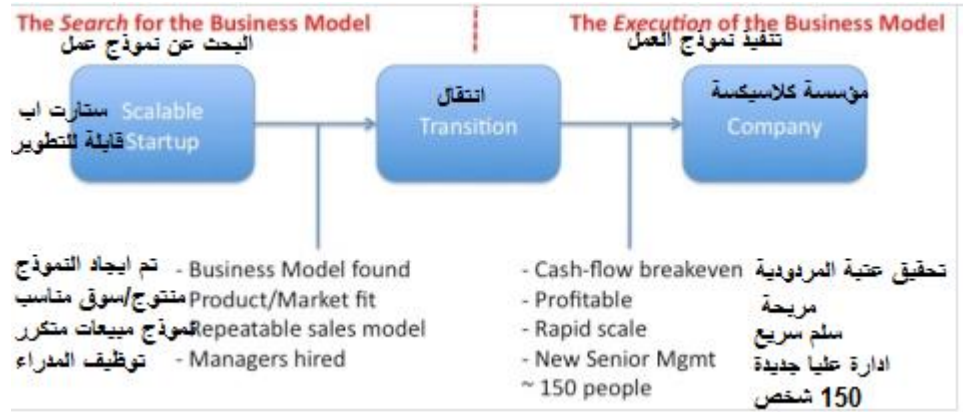 The Search for the Business Model
البحث عن نموذج عمل
The Execution of the Business Model
تنفيذ نموذج العمل
ستارت اب Scalable
قابلة للتطوير Startup
انتقال
Transition
مؤسسة كلاسيكسة
Company
تم ايجاد النموذج - Business Model found
منتوج/سوق مناسب - Product/Market fit
نموذج مبيعات متكرر Repeatable sales model
توظيف المدراء - Managers hired
- Cash-flow breakeven تحقيق عتبة المردودية
- Profitable مربحة
- Rapid scale سلم سريع
- New Senior Mgmt ادارة عليا جديدة
~ 150 people 150 شخص